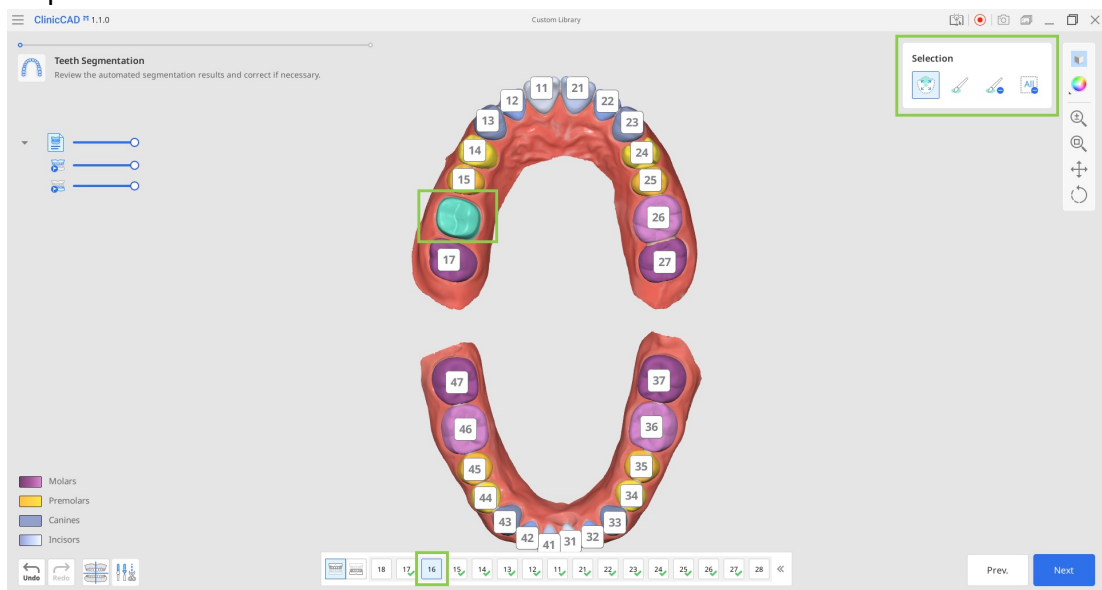 ClinicCAD 1.1.0
Custom Library
Teeth Segmentation
Review the automated segmentation results and correct if necessary.
Selection
All
11 21
12 22
13 23
14 24
15 25
26
17 27
47 37
46 36
45 35
44 34
43 33
42 41 31 32
Molars
Premolars
Canines
Incisors
Undo Redo
18 17 16 15 14 13 12 11 21 22 23 24 25 26 27 28
Prev. Next